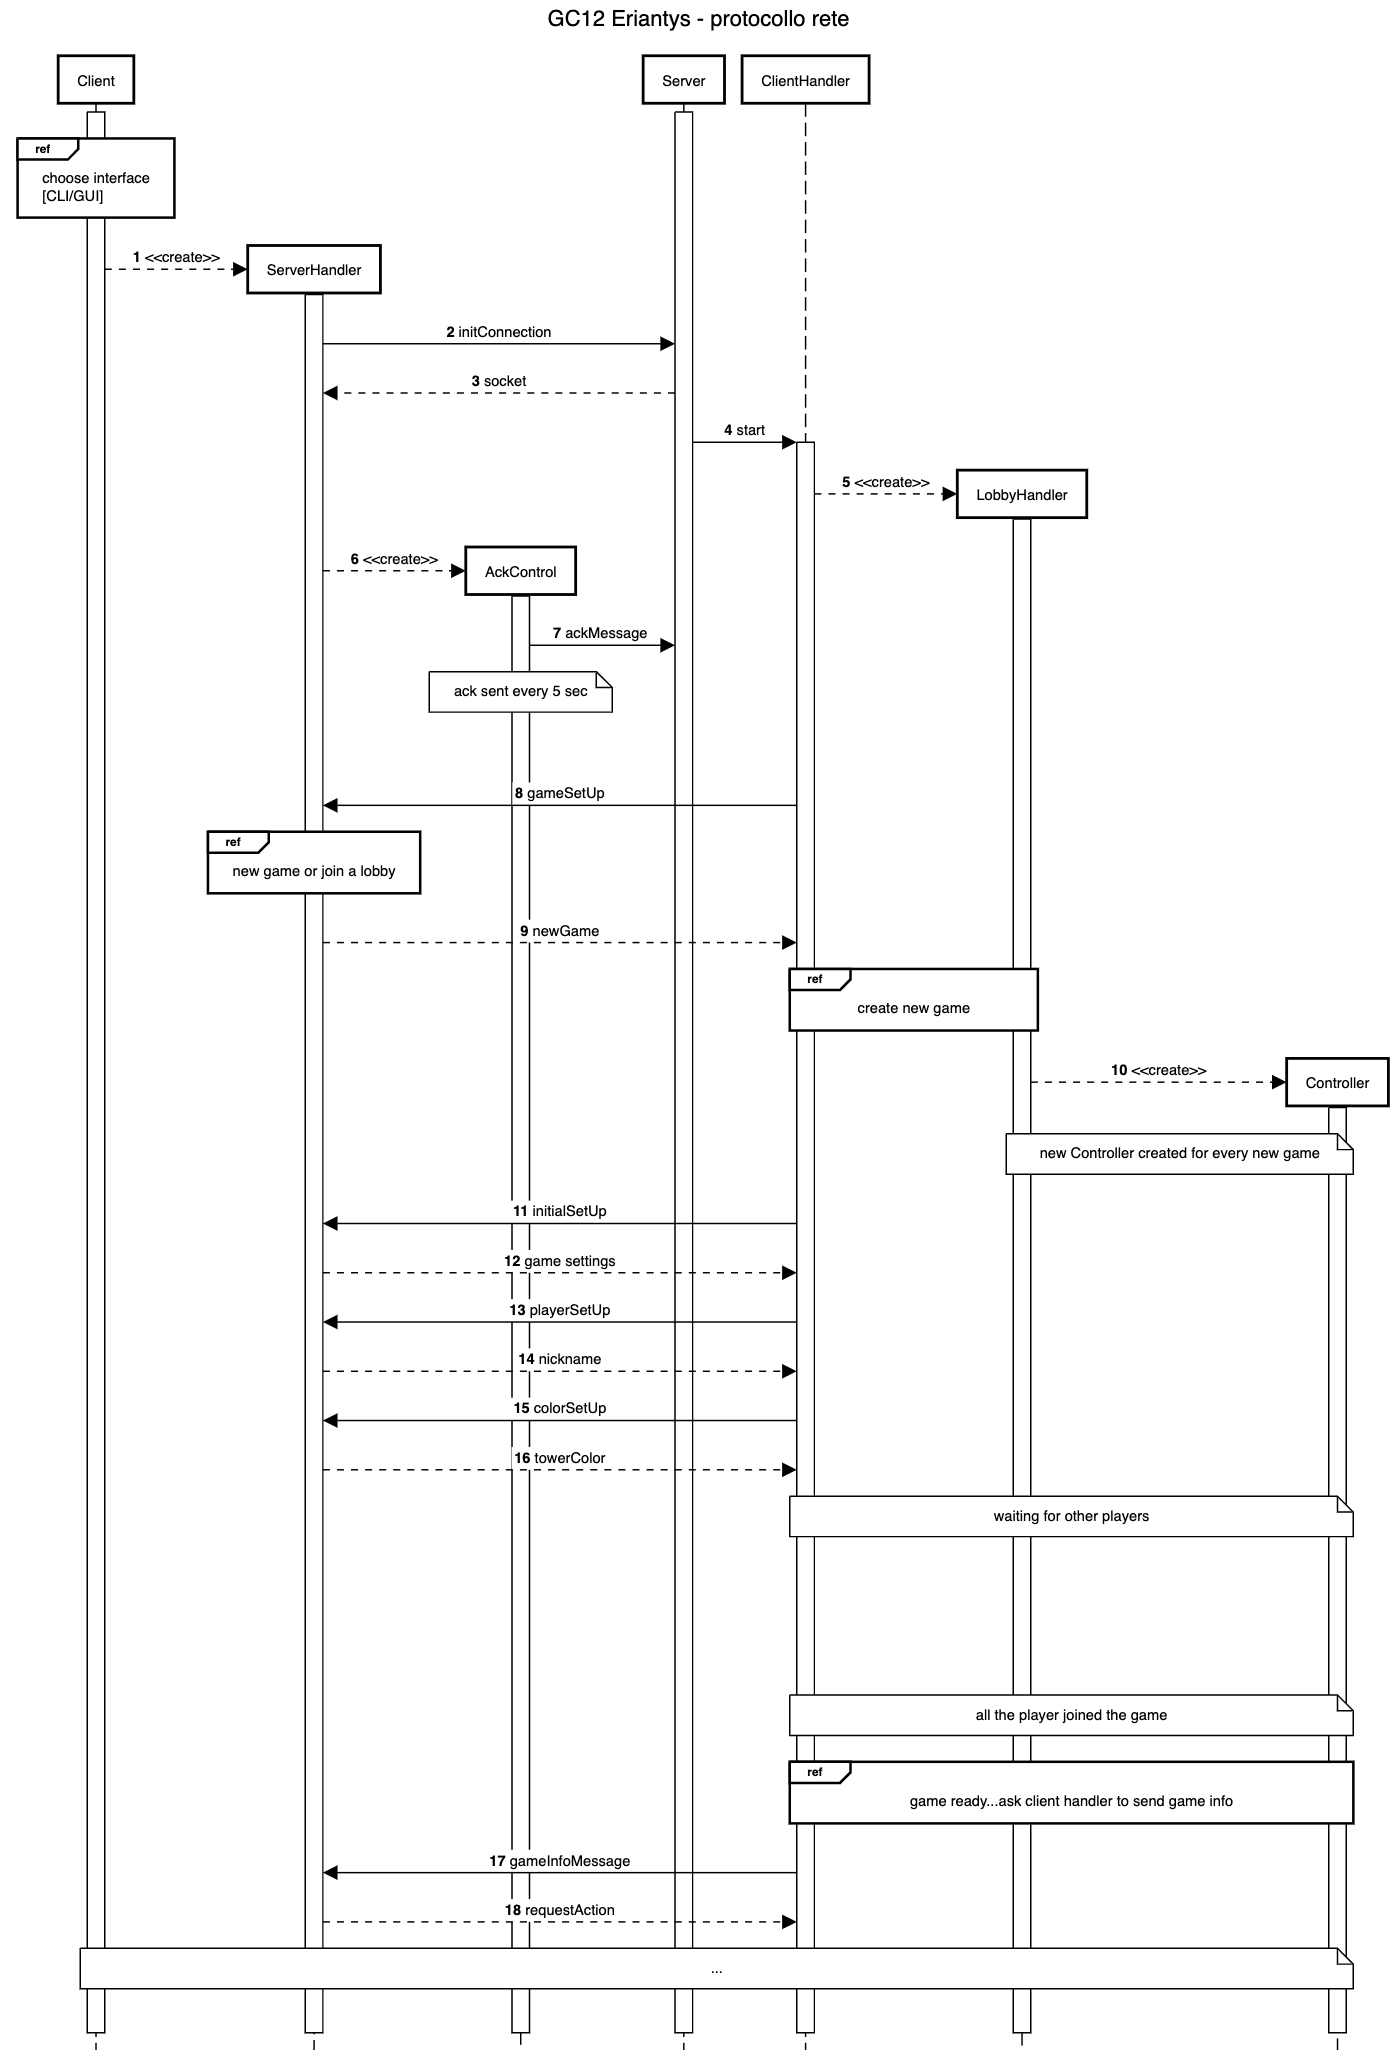 GC12 Eriantys - protocollo rete
Client
Server
ClientHandler
ref
choose interface
[CLI/GUI]
1 <<create>>
ServerHandler
2 initConnection
3 socket
4 start
5 <<create>>
LobbyHandler
6 <<create>>
AckControl
7 ackMessage
ack sent every 5 sec
8 gameSetUp
ref
new game or join a lobby
9 newGame
ref
create new game
10 <<create>>
Controller
new Controller created for every new game
11 initialSetUp
12 game settings
13 playerSetUp
14 nickname
15 colorSetUp
16 towerColor
waiting for other players
all the player joined the game
ref
game ready...ask client handler to send game info
17 gameInfoMessage
18 requestAction
...